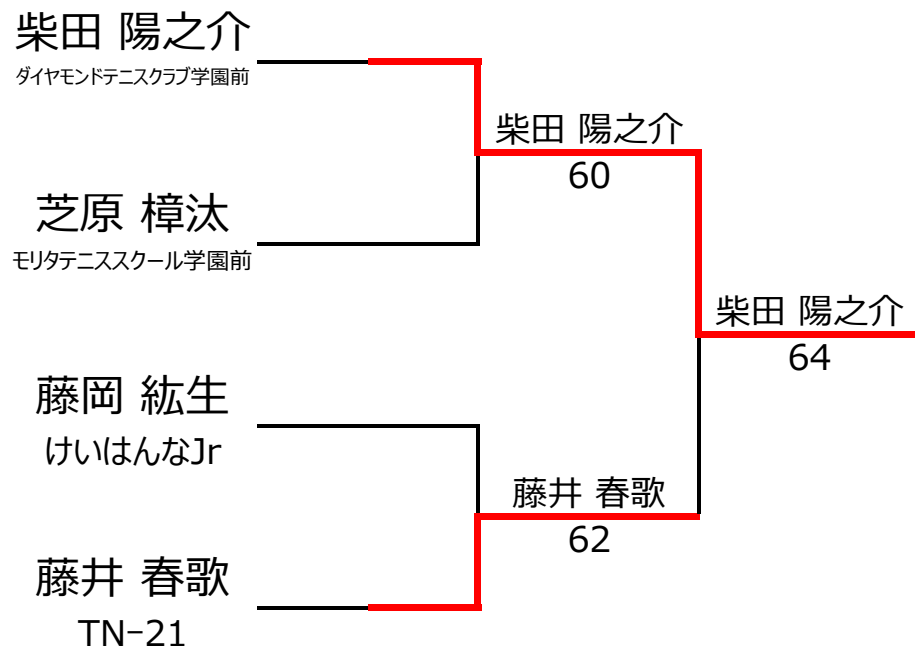 柴田 陽之介
ダイヤモンドテニスクラブ学園前
柴田 陽之介
60
芝原 樟汰
モリタテニススクール学園前
柴田 陽之介
64
藤岡 紘生
けいはんなJr
藤井 春歌
62
藤井 春歌
TN-21